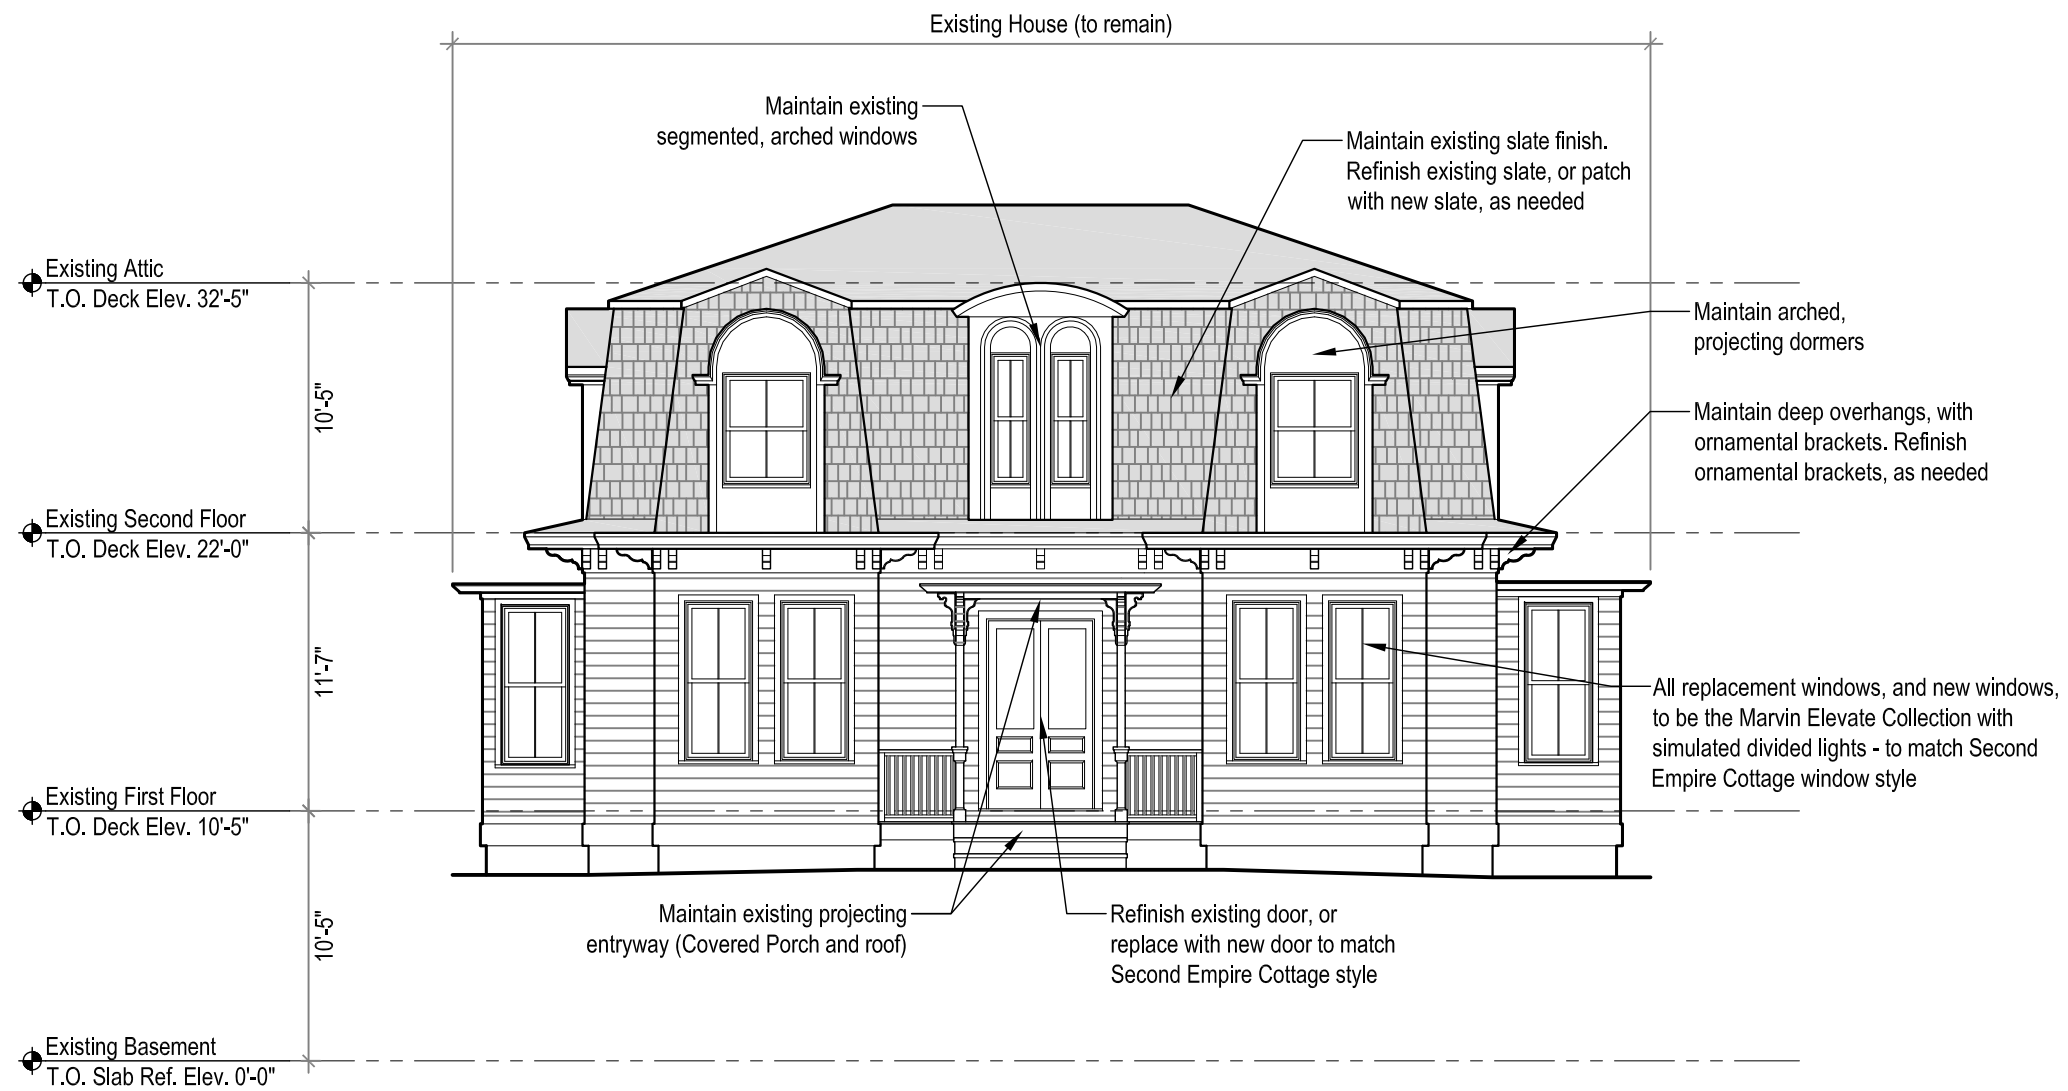 Existing House (to remain)
Maintain existing
segmented, arched windows
Maintain existing slate finish.
Refinish existing slate, or patch
with new slate, as needed
Existing Attic
T.O. Deck Elev. 32'-5"
Maintain arched,
projecting dormers
10'-5"
Maintain deep overhangs, with
ornamental brackets. Refinish
ornamental brackets, as needed
Existing Second Floor
T.O. Deck Elev. 22'-0"
11'-7"
All replacement windows, and new windows,
to be the Marvin Elevate Collection with
simulated divided lights - to match Second
Empire Cottage window style
Existing First Floor
T.O. Deck Elev. 10'-5"
10'-5"
Maintain existing projecting
entryway (Covered Porch and roof)
Refinish existing door, or
replace with new door to match
Second Empire Cottage style
Existing Basement
T.O. Slab Ref. Elev. 0'-0"